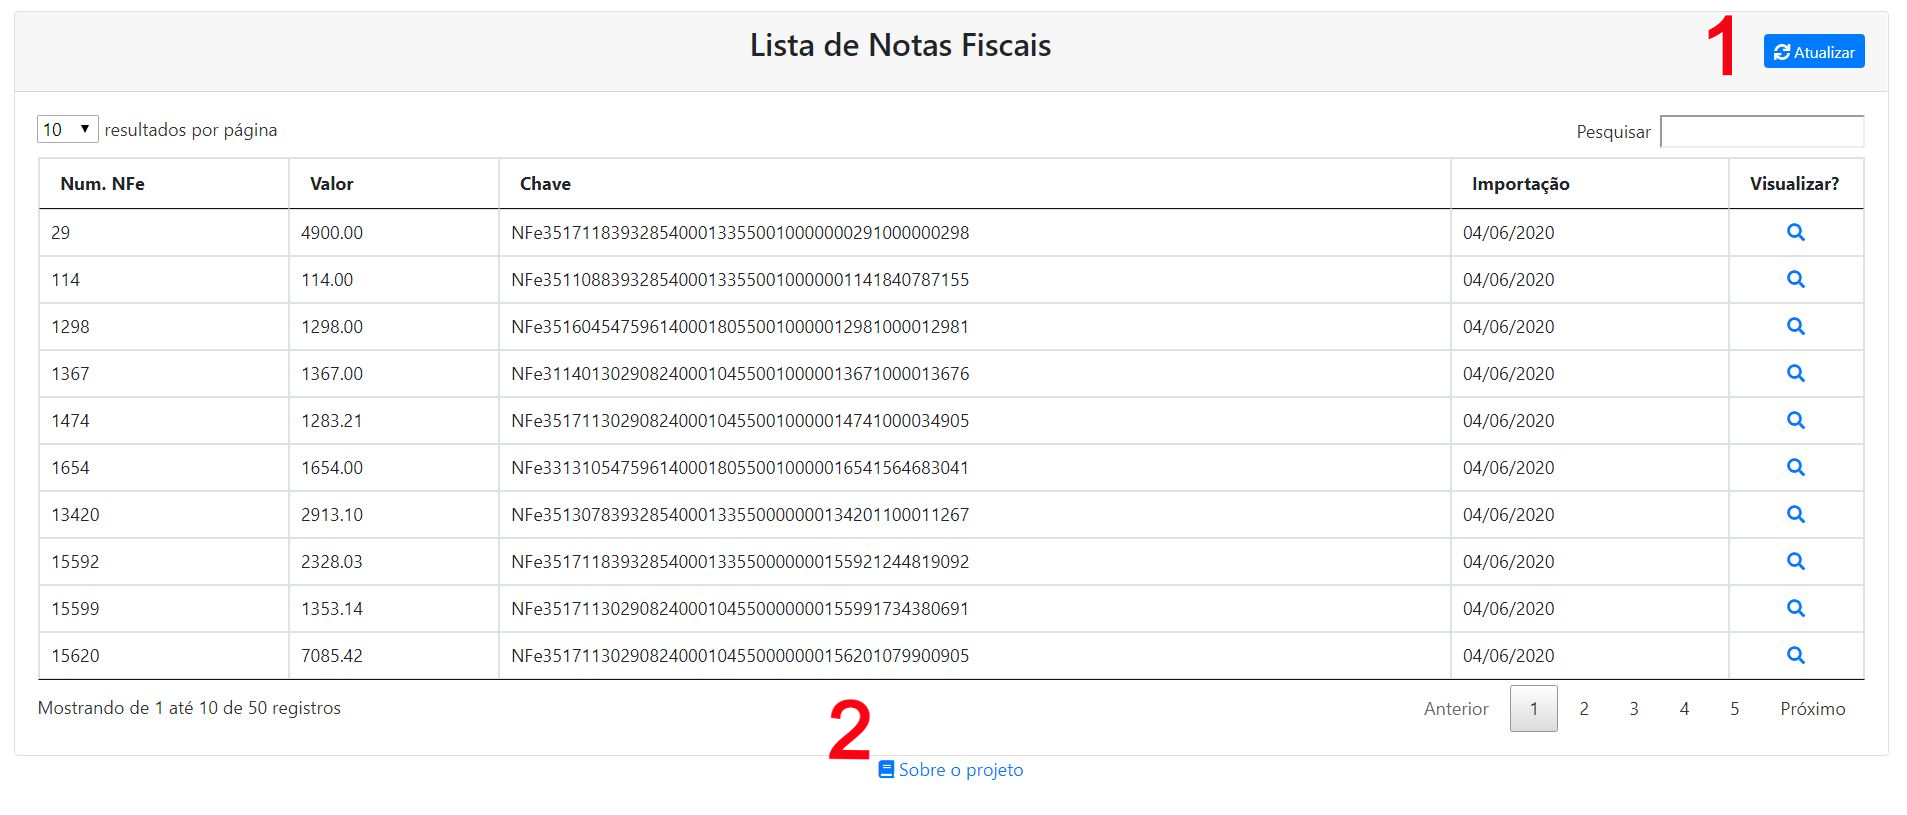 Lista de Notas Fiscais
1
Atualizar
10 resultados por página
Pesquisar
Num. NFe Valor Chave Importação Visualizar?
29 4900.00 NFe35171183932854000133550010000000291000000298 04/06/2020
114 114.00 NFe35110883932854000133550010000001141840787155 04/06/2020
1298 1298.00 NFe35160454759614000180550010000012981000012981 04/06/2020
1367 1367.00 NFe31140130290824000104550010000013671000013676 04/06/2020
1474 1283.21 NFe35171130290824000104550010000014741000034905 04/06/2020
1654 1654.00 NFe33131054759614000180550010000016541564683041 04/06/2020
13420 2913.10 NFe35130783932854000133550000000134201100011267 04/06/2020
15592 2328.03 NFe35171183932854000133550000000155921244819092 04/06/2020
15599 1353.14 NFe35171130290824000104550000000155991734380691 04/06/2020
15620 7085.42 NFe35171130290824000104550000000156201079900905 04/06/2020
Mostrando de 1 até 10 de 50 registros
Anterior 1 2 3 4 5 Próximo
2
Sobre o projeto